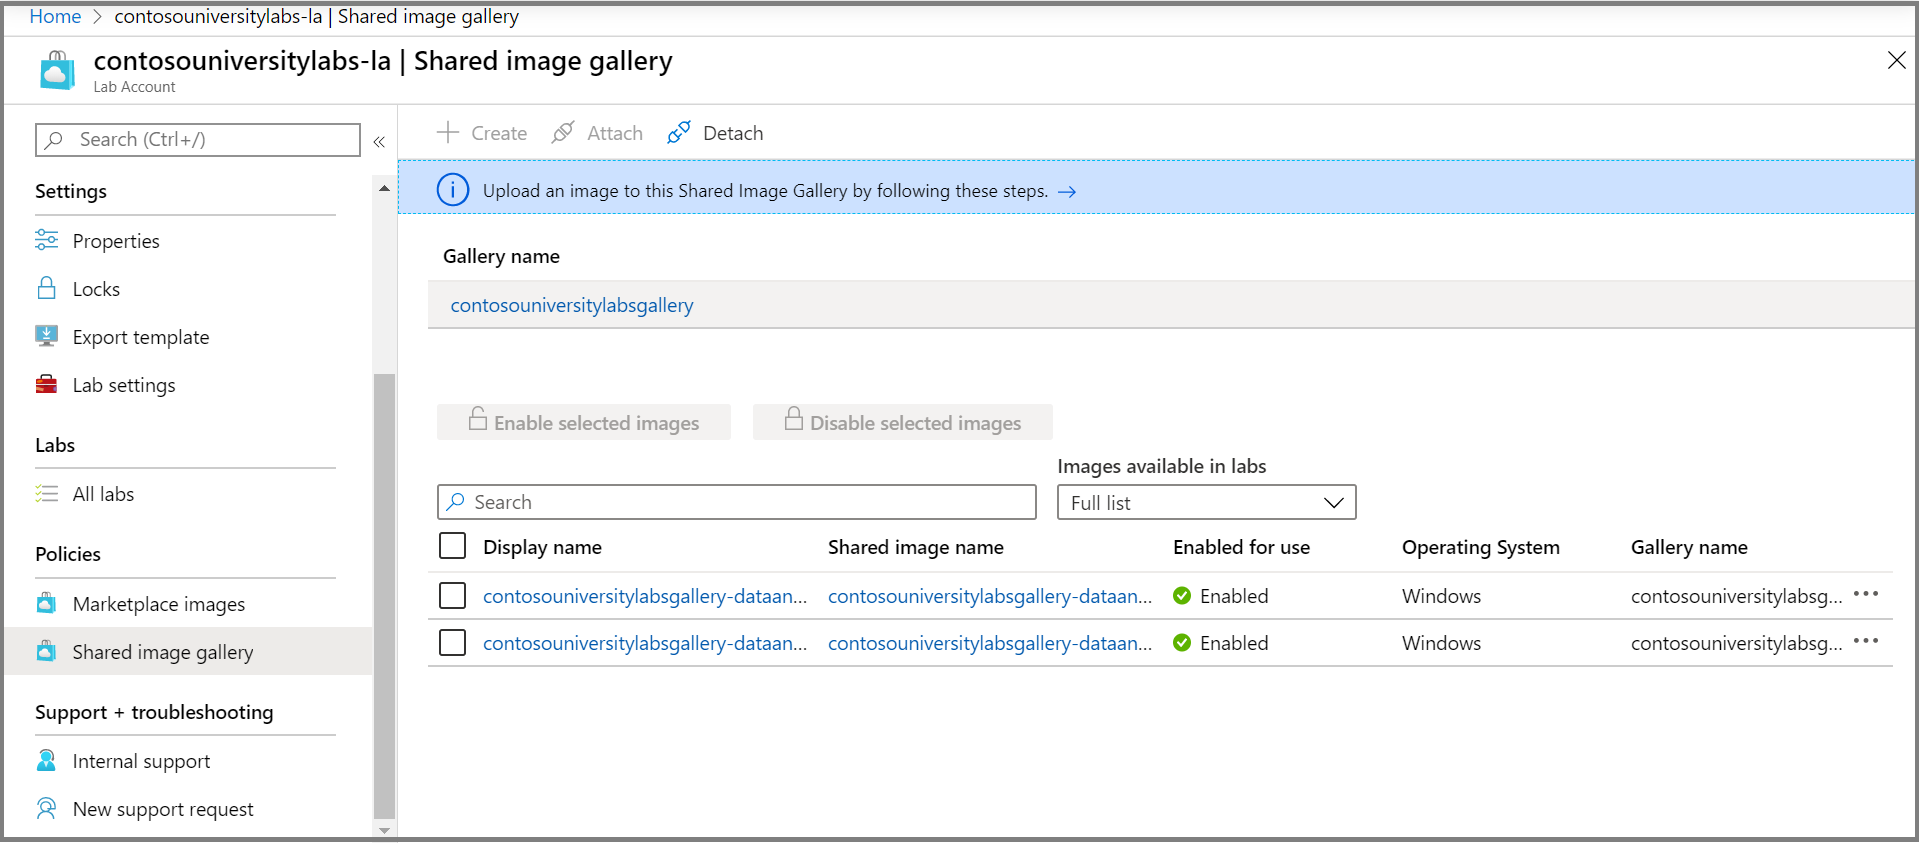 Home > contosouniversitylabs-la | Shared image gallery
contosouniversitylabs-la | Shared image gallery
Lab Account
Search (Ctrl+/)
«
Settings
Properties
Locks
Export template
Lab settings
Labs
All labs
Policies
Marketplace images
Shared image gallery
Support + troubleshooting
Internal support
New support request
Create Attach Detach
Upload an image to this Shared Image Gallery by following these steps. →
Gallery name
contosouniversitylabsgallery
Enable selected images Disable selected images
Images available in labs
Search Full list
Display name Shared image name Enabled for use Operating System Gallery name
contosouniversitylabsgallery-dataan... contosouniversitylabsgallery-dataan... Enabled Windows contosouniversitylabsg... •••
contosouniversitylabsgallery-dataan... contosouniversitylabsgallery-dataan... Enabled Windows contosouniversitylabsg... •••